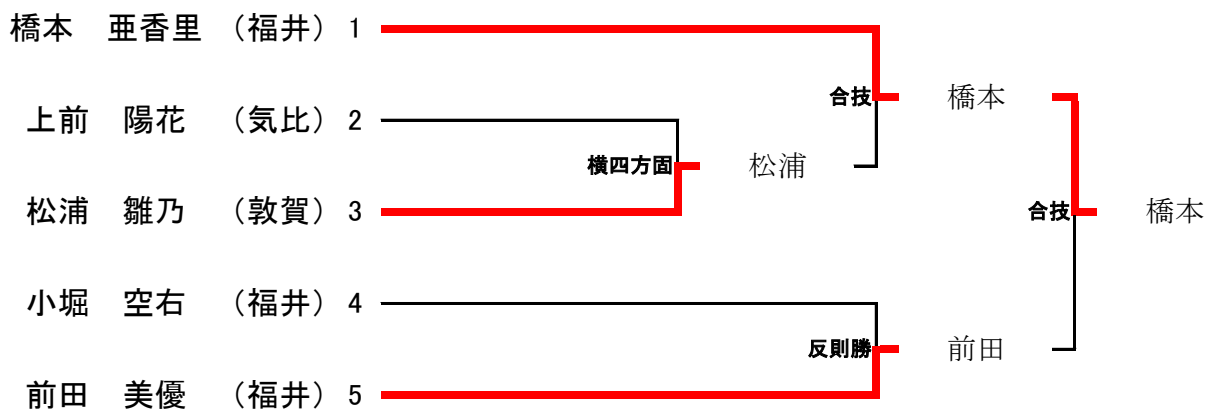 橋本　亜香里　（福井）　1
合技　橋本
上前　陽花　（気比）　2
横四方固　松浦
松浦　雛乃　（敦賀）　3
合技　橋本
小堀　空右　（福井）　4
反則勝　前田
前田　美優　（福井）　5